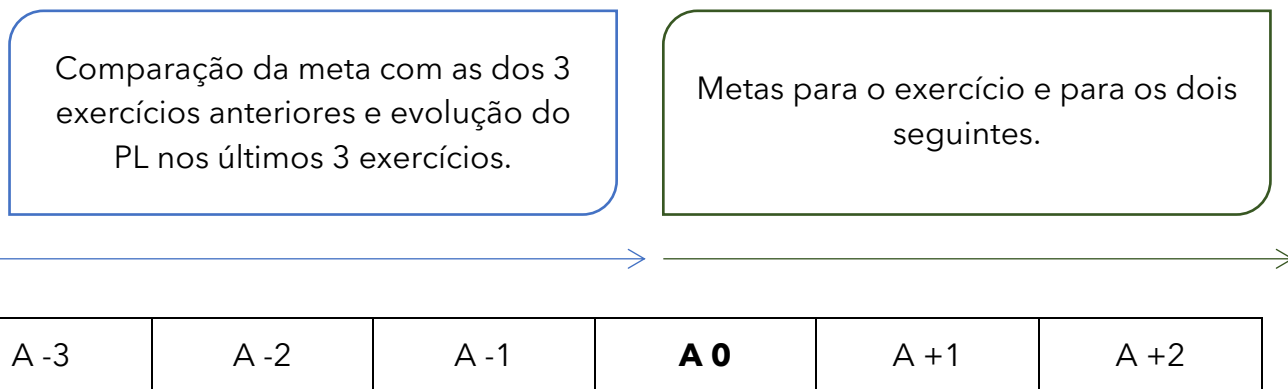 Comparação da meta com as dos 3
exercícios anteriores e evolução do
PL nos últimos 3 exercícios.
Metas para o exercício e para os dois
seguintes.
A -3 A -2 A -1 A 0 A +1 A +2